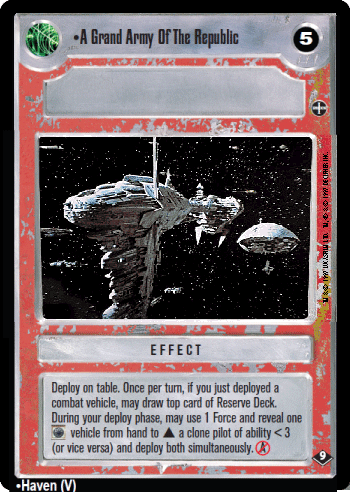 •A Grand Army Of The Republic
5
EFFECT
Deploy on table. Once per turn, if you just deployed a
combat vehicle, may draw top card of Reserve Deck.
During your deploy phase, may use 1 Force and reveal one
vehicle from hand to ▲ a clone pilot of ability < 3
(or vice versa) and deploy both simultaneously. A
9
•Haven (V)